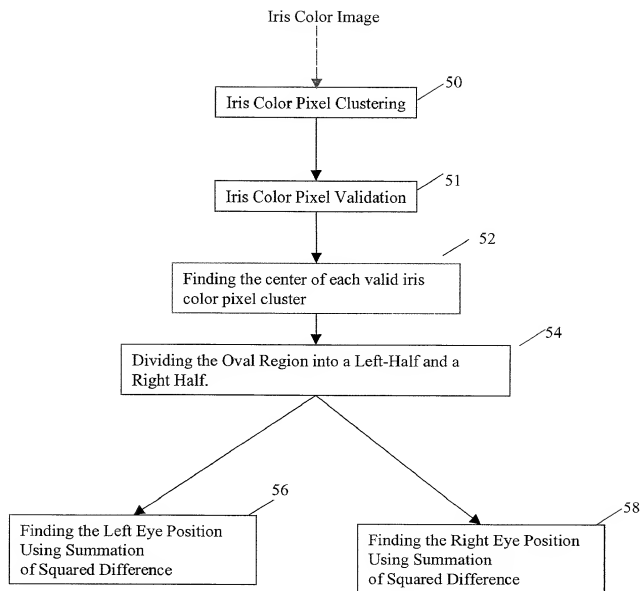 Iris Color Image
50
Iris Color Pixel Clustering
51
Iris Color Pixel Validation
52
Finding the center of each valid iris
color pixel cluster
54
Dividing the Oval Region into a Left-Half and a
Right Half.
56
Finding the Left Eye Position
Using Summation
of Squared Difference
58
Finding the Right Eye Position
Using Summation
of Squared Difference